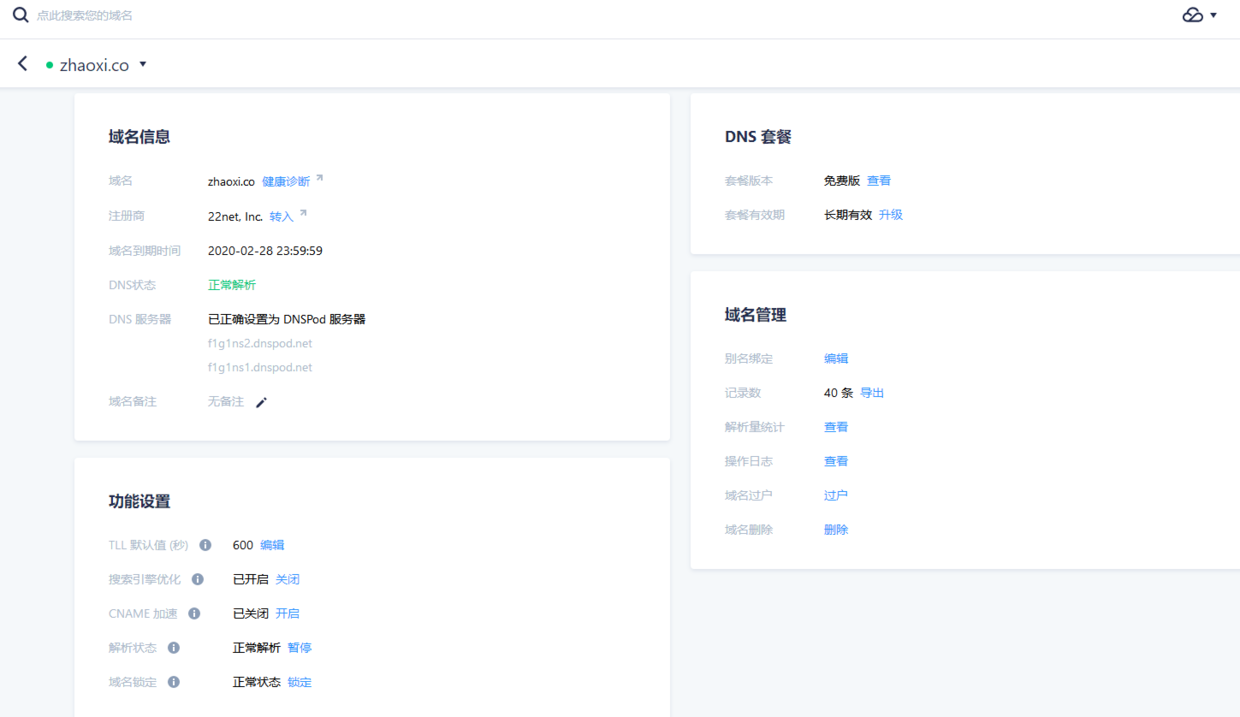 点此搜索您的域名
zhaoxi.co
域名信息
域名 zhaoxi.co 健康诊断
注册商 22net, Inc. 转入
域名到期时间 2020-02-28 23:59:59
DNS状态 正常解析
DNS 服务器 已正确设置为 DNSPod 服务器
f1g1ns2.dnspod.net
f1g1ns1.dnspod.net
域名备注 无备注
功能设置
TLL 默认值 (秒) 600 编辑
搜索引擎优化 已开启 关闭
CNAME 加速 已关闭 开启
解析状态 正常解析 暂停
域名锁定 正常状态 锁定
DNS 套餐
套餐版本 免费版 查看
套餐有效期 长期有效 升级
域名管理
别名绑定 编辑
记录数 40 条 导出
解析量统计 查看
操作日志 查看
域名过户 过户
域名删除 删除